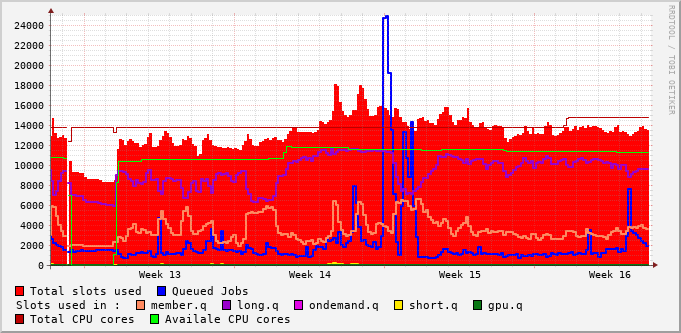 RRDTOOL / TOBI OETIKER
24000
22000
20000
18000
16000
14000
12000
10000
8000
6000
4000
2000
0
Week 13 Week 14 Week 15 Week 16
Total slots used Queued Jobs
Slots used in : member.q long.q ondemand.q short.q gpu.q
Total CPU cores Availale CPU cores